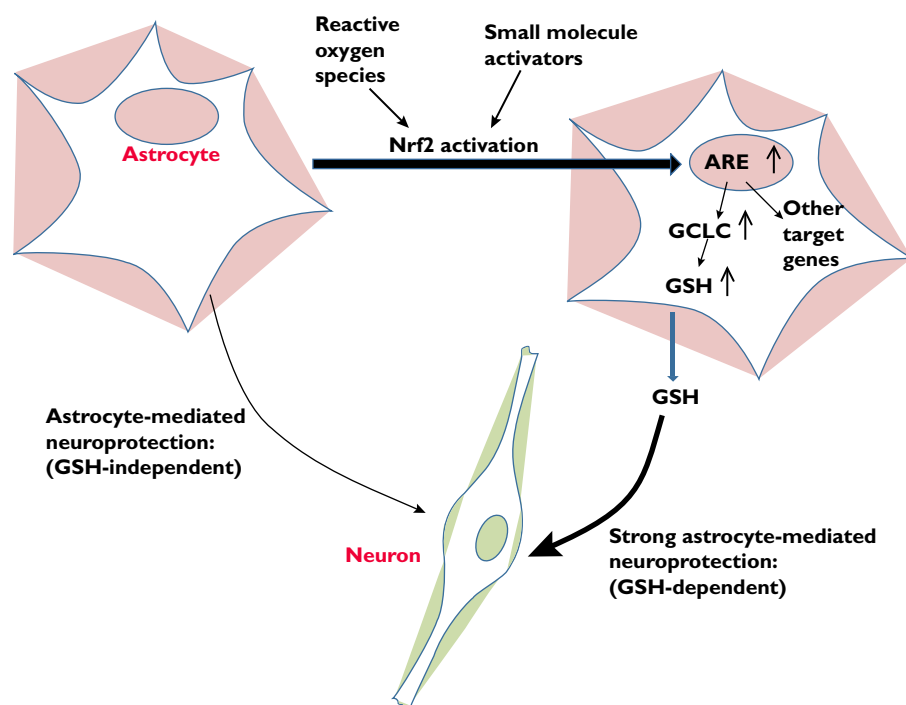 Reactive
oxygen
species
Small molecule
activators
Nrf2 activation
Astrocyte
ARE
GCLC
Other
target
genes
GSH
GSH
Astrocyte-mediated
neuroprotection:
(GSH-independent)
Neuron
Strong astrocyte-mediated
neuroprotection:
(GSH-dependent)